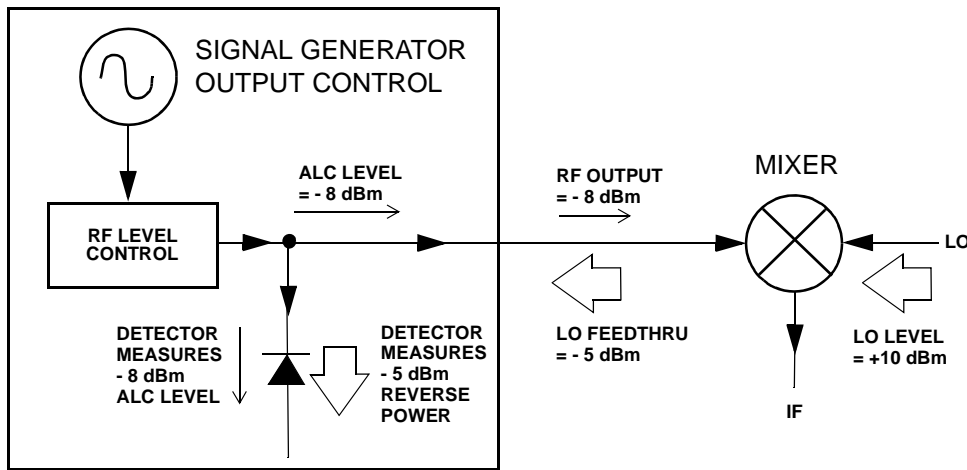 SIGNAL GENERATOR
OUTPUT CONTROL
ALC LEVEL
= - 8 dBm
RF OUTPUT
= - 8 dBm
MIXER
RF LEVEL
CONTROL
LO
DETECTOR
MEASURES
- 8 dBm
ALC LEVEL
DETECTOR
MEASURES
- 5 dBm
REVERSE
POWER
LO FEEDTHRU
= - 5 dBm
LO LEVEL
= +10 dBm
IF